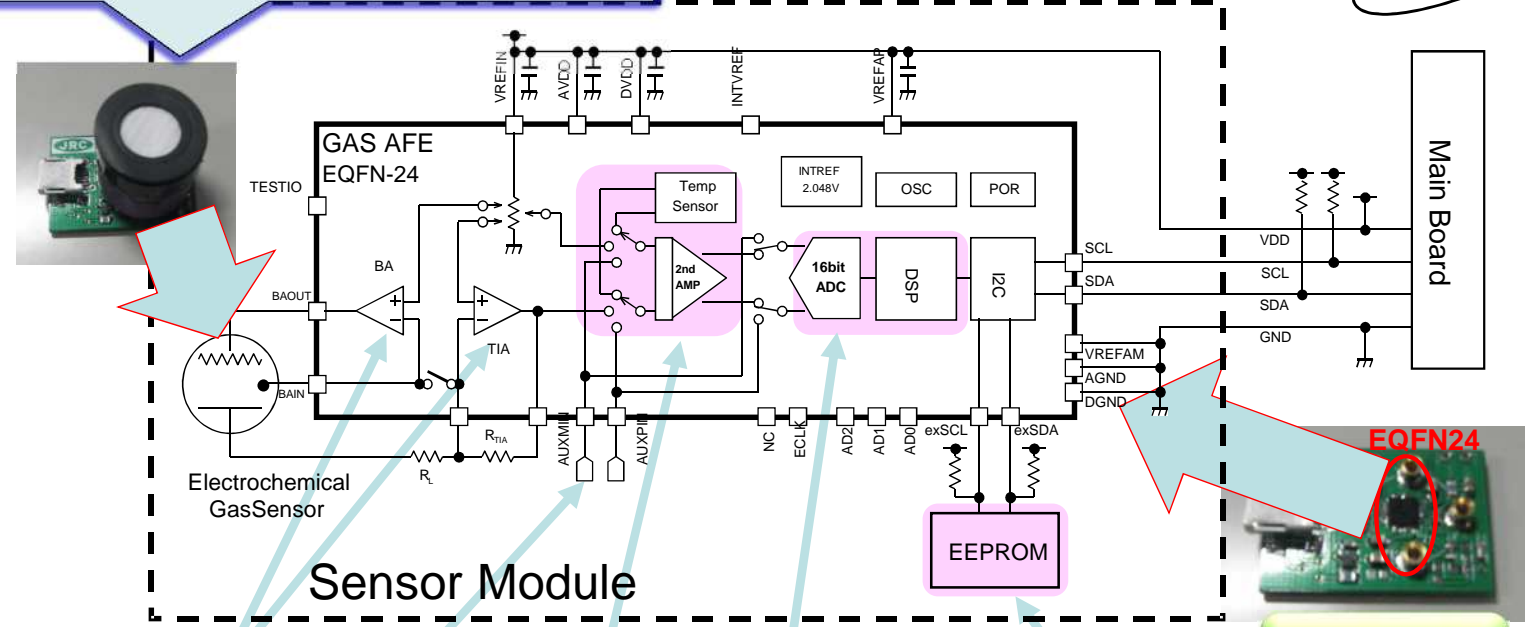 VREFIN
AVDD
DVDD
INTVREF
VREFAP
GAS AFE
EQFN-24
JRC
TESTIO
Temp
Sensor
INTREF
2.048V
OSC
POR
Main Board
BA
BAOUT
TIA
2nd
AMP
16bit
ADC
DSP
I2C
SCL
SDA
VDD
SCL
SDA
GND
VREFAM
AGND
DGND
BAIN
RL
RTIA
AUXMIN
AUXPIN
NC
ECLK
AD2
AD1
AD0
exSCL
exSDA
Electrochemical
GasSensor
EEPROM
EQFN24
Sensor Module